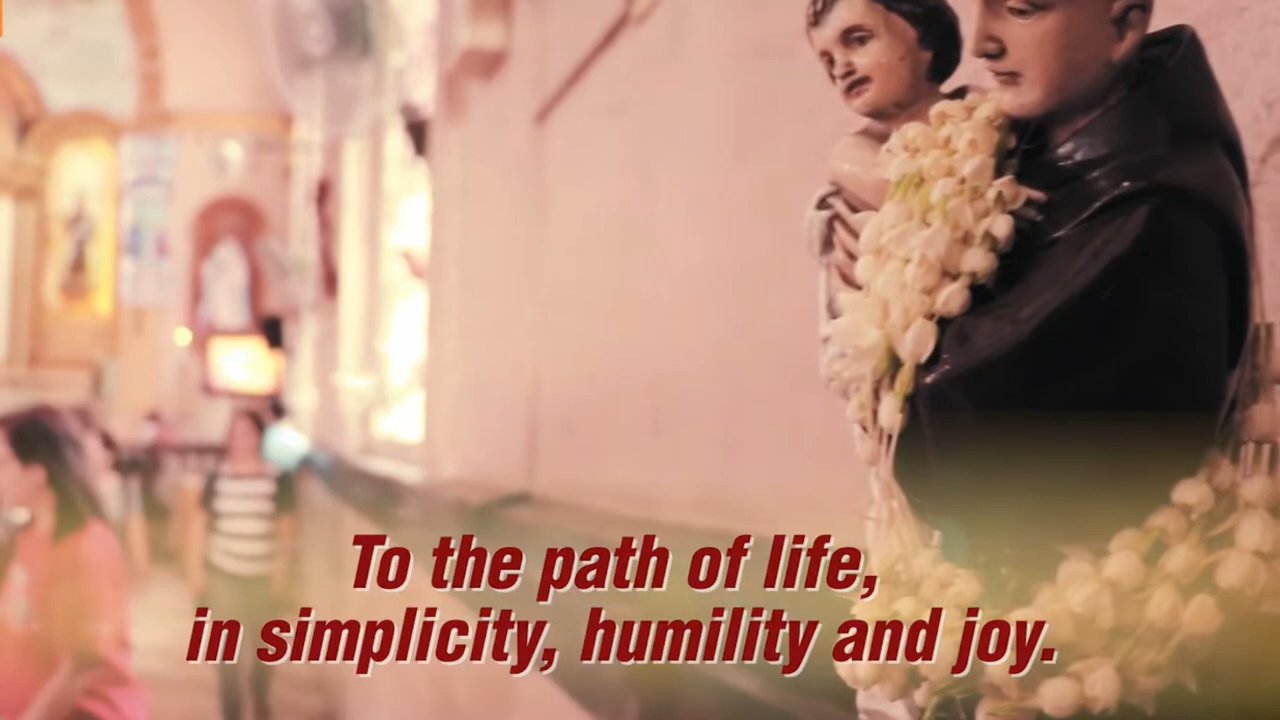 To the path of life,
in simplicity, humility and joy.